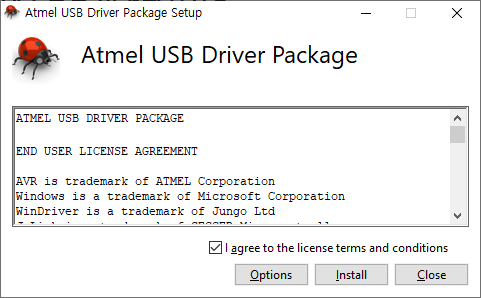 Atmel USB Driver Package Setup
Atmel USB Driver Package
ATMEL USB DRIVER PACKAGE
END USER LICENSE AGREEMENT
AVR is trademark of ATMEL Corporation
Windows is a trademark of Microsoft Corporation
WinDriver is a trademark of Jungo Ltd
I agree to the license terms and conditions
Options
Install
Close